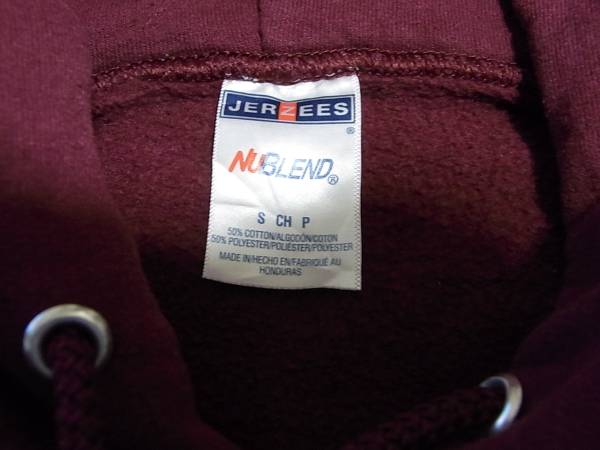 JERZEES
®
NUBLEND®
S CH P
50% COTTON/ALGODÓN/COTON
50% POLYESTER/POLIÉSTER/POLYESTER
MADE IN/HECHO EN/FABRIQUÉ AU
HONDURAS